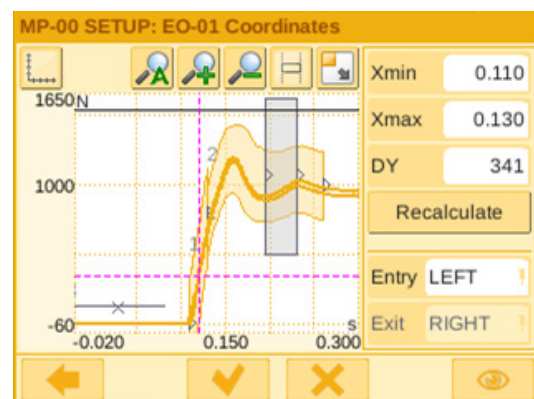 MP-00 SETUP: EO-01 Coordinates
A
Xmin 0.110
1650 N
Xmax 0.130
2
DY 341
1000
Recalculate
1
Entry LEFT
-60 s Exit RIGHT
-0.020 0.150 0.300